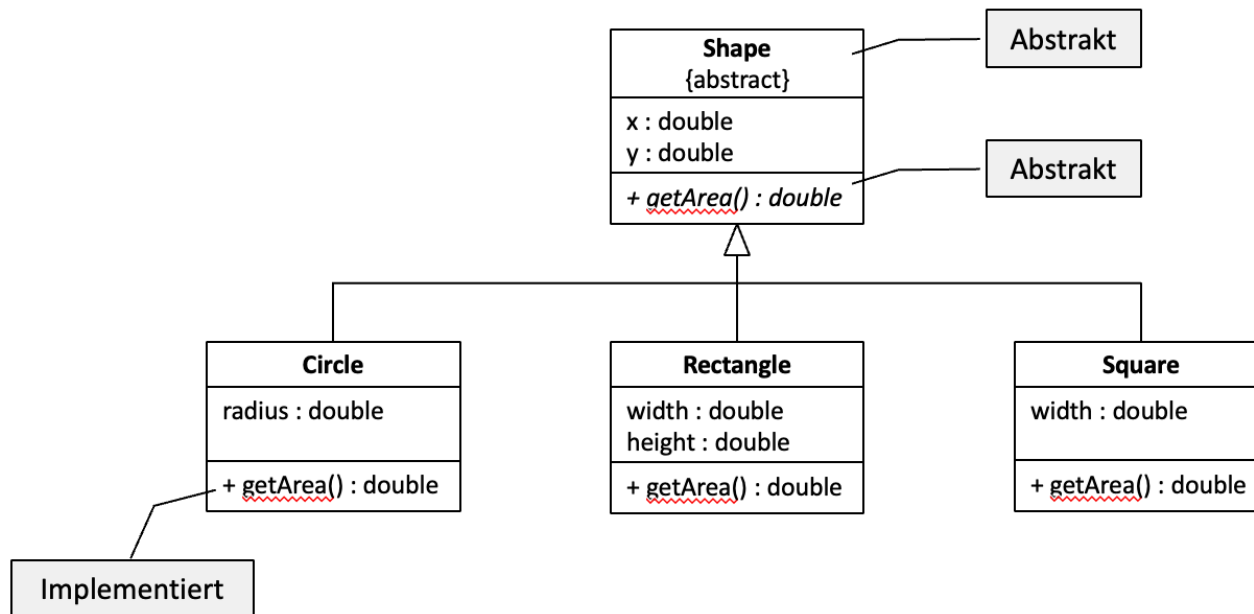 Shape
{abstract}
Abstrakt
x : double
y : double
Abstrakt
+ getArea() : double
Circle
radius : double
+ getArea() : double
Rectangle
width : double
height : double
+ getArea() : double
Square
width : double
+ getArea() : double
Implementiert